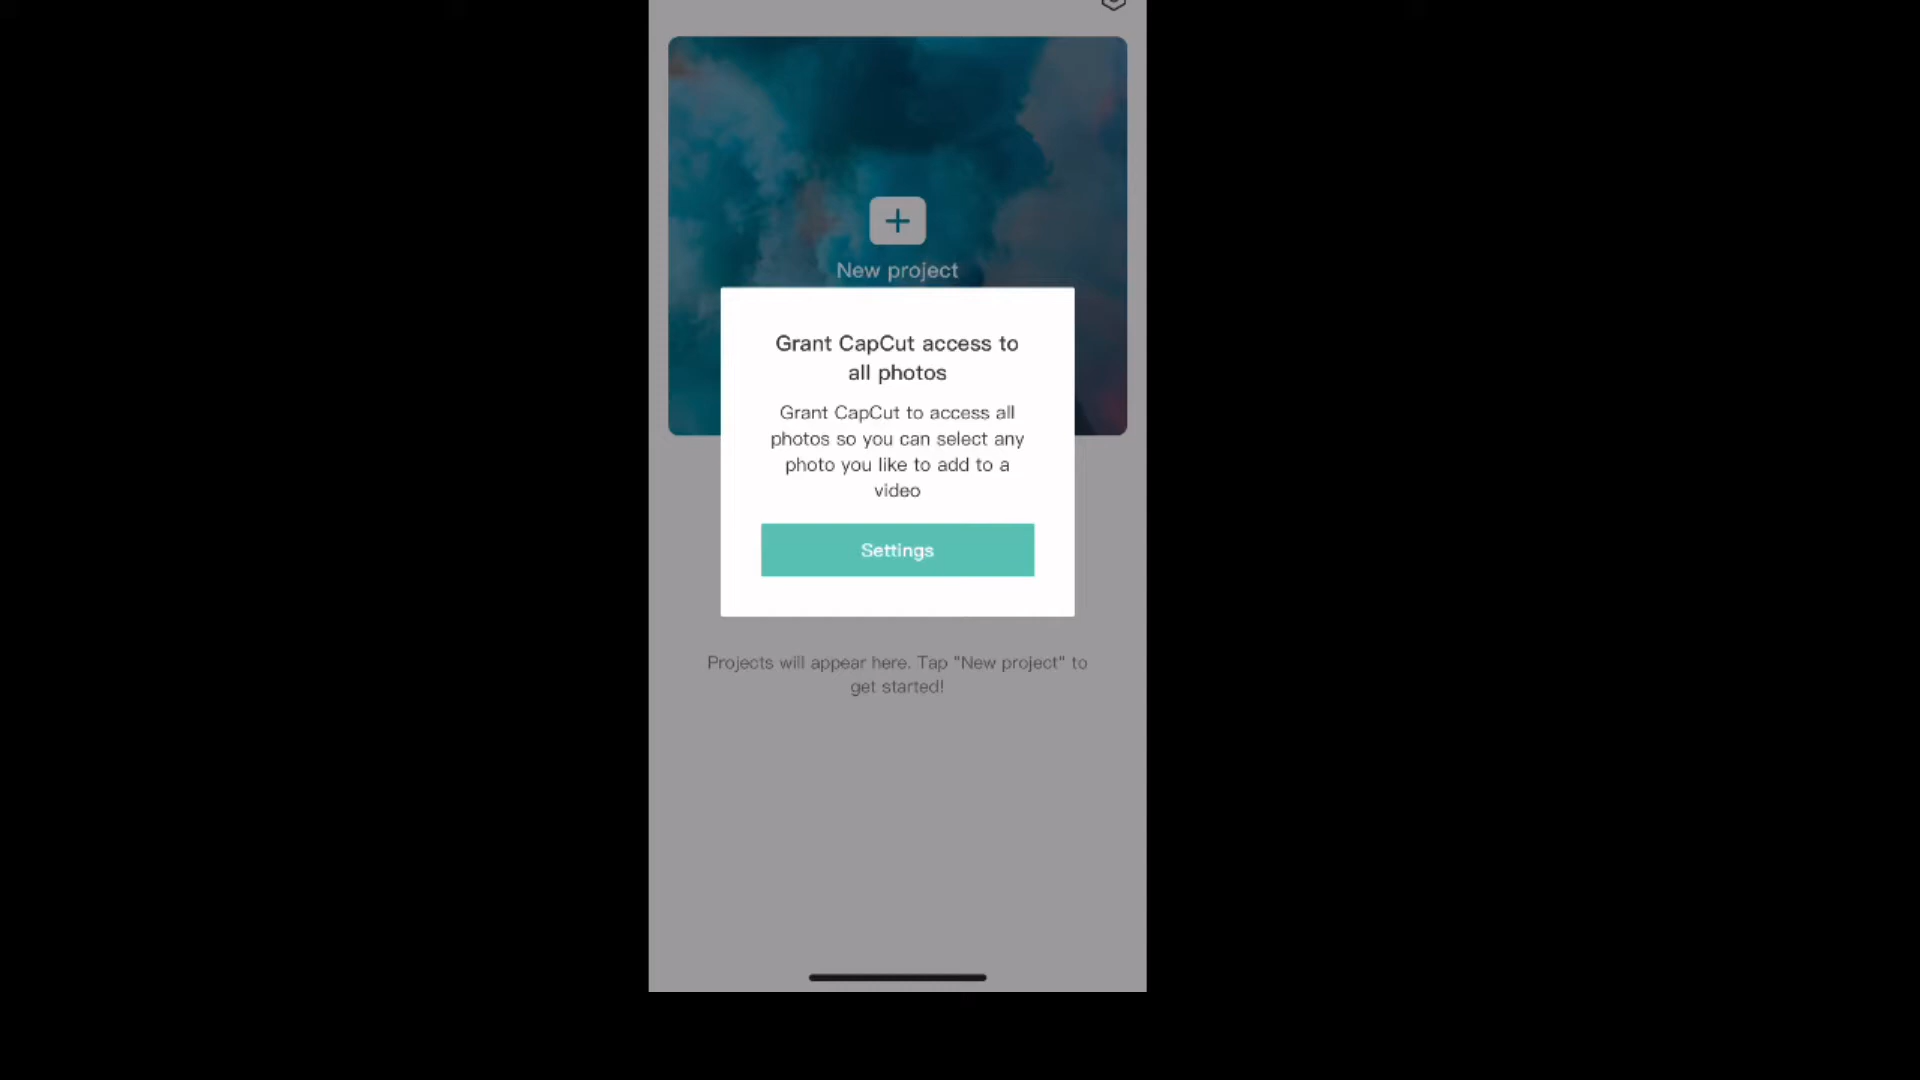 New project
Grant CapCut access to
all photos
Grant CapCut to access all
photos so you can select any
photo you like to add to a
video
Settings
Projects will appear here. Tap "New project" to
get started!